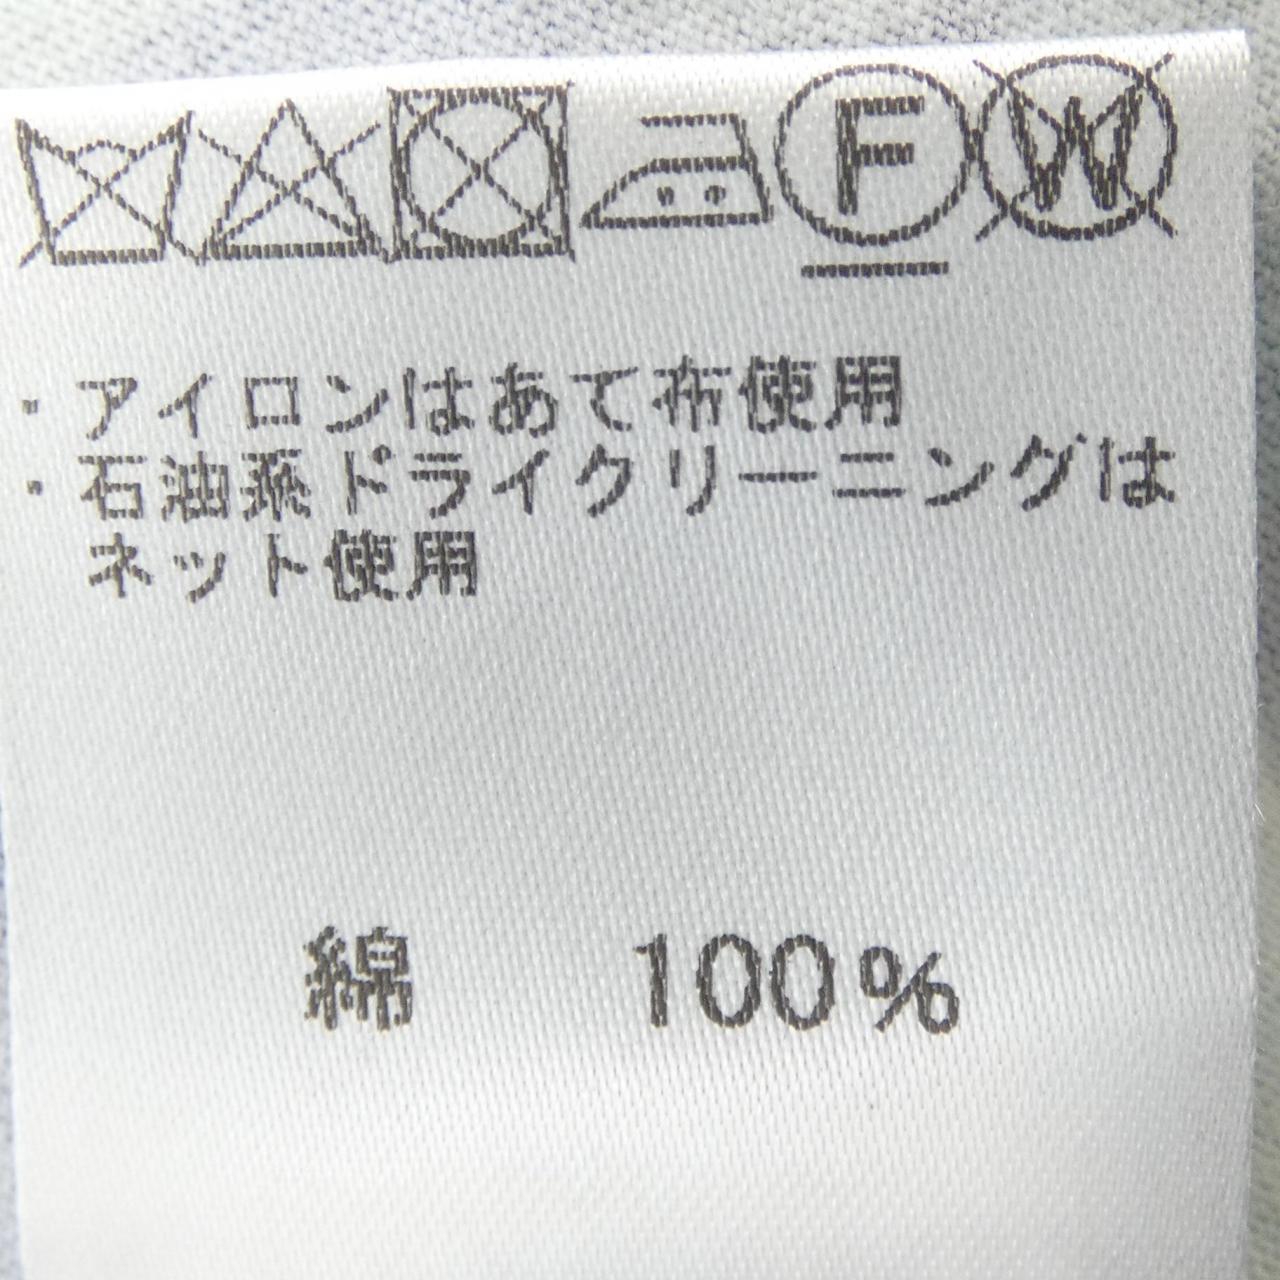 F W
・アイロンはあて布使用
・石油系ドライクリーニングは
ネット使用
綿 100%